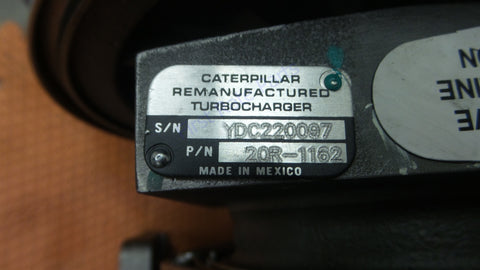 CATERPILLAR
REMANUFACTURED
TURBOCHARGER
S/N YDC220097
P/N 20R-1162
MADE IN MEXICO